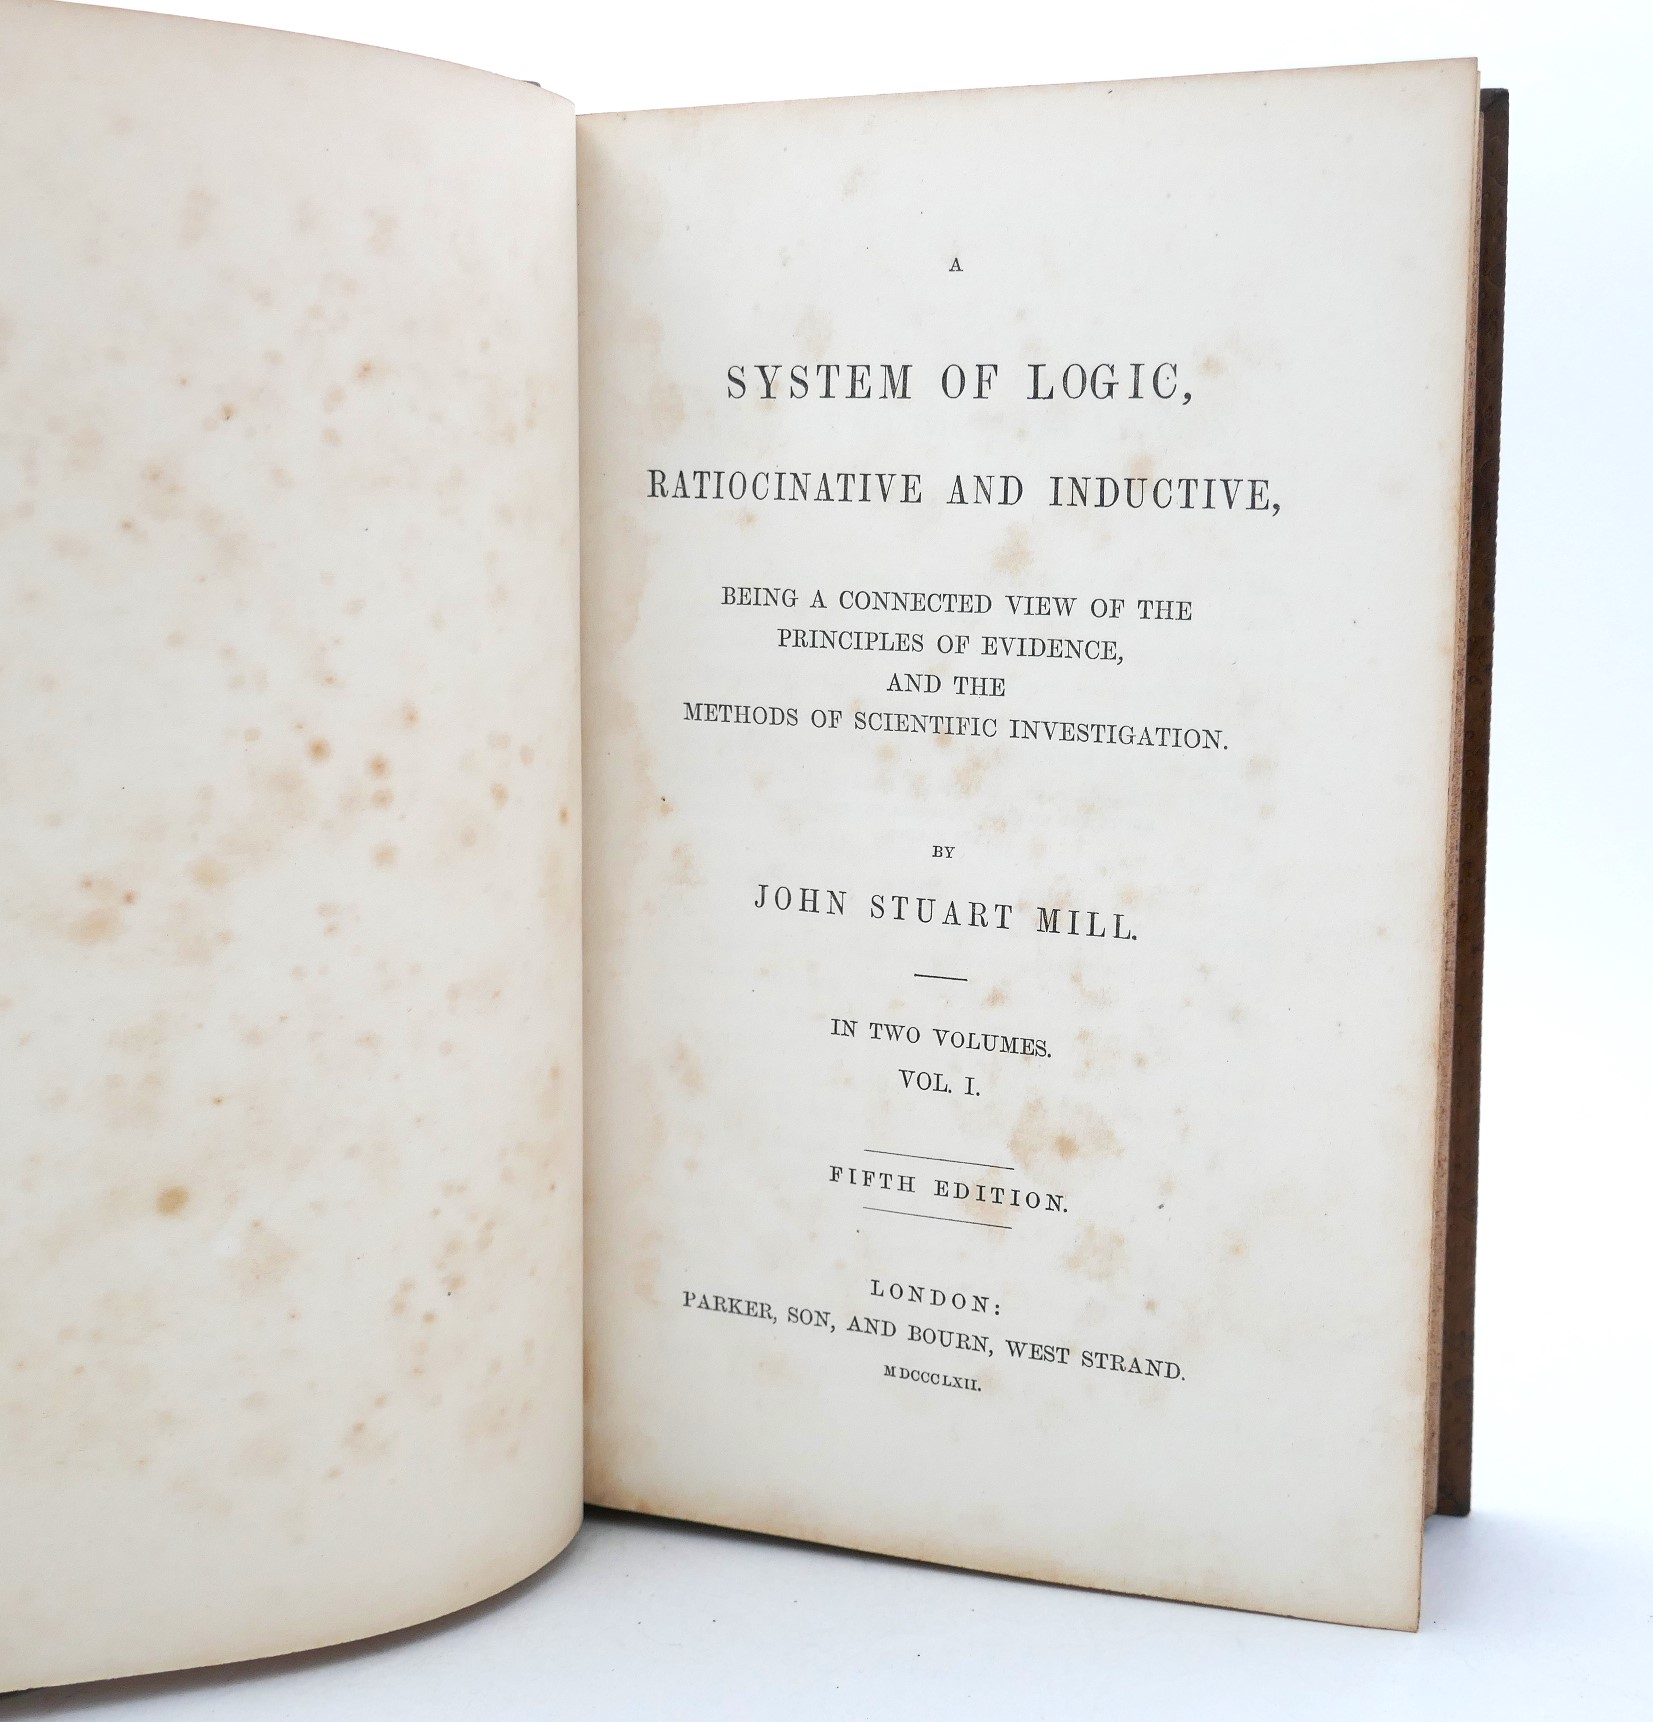 A
SYSTEM OF LOGIC,
RATIOCINATIVE AND INDUCTIVE,
BEING A CONNECTED VIEW OF THE
PRINCIPLES OF EVIDENCE,
AND THE
METHODS OF SCIENTIFIC INVESTIGATION.
BY
JOHN STUART MILL.
IN TWO VOLUMES.
VOL. I.
FIFTH EDITION.
LONDON:
PARKER, SON, AND BOURN, WEST STRAND.
MDCCCLXII.